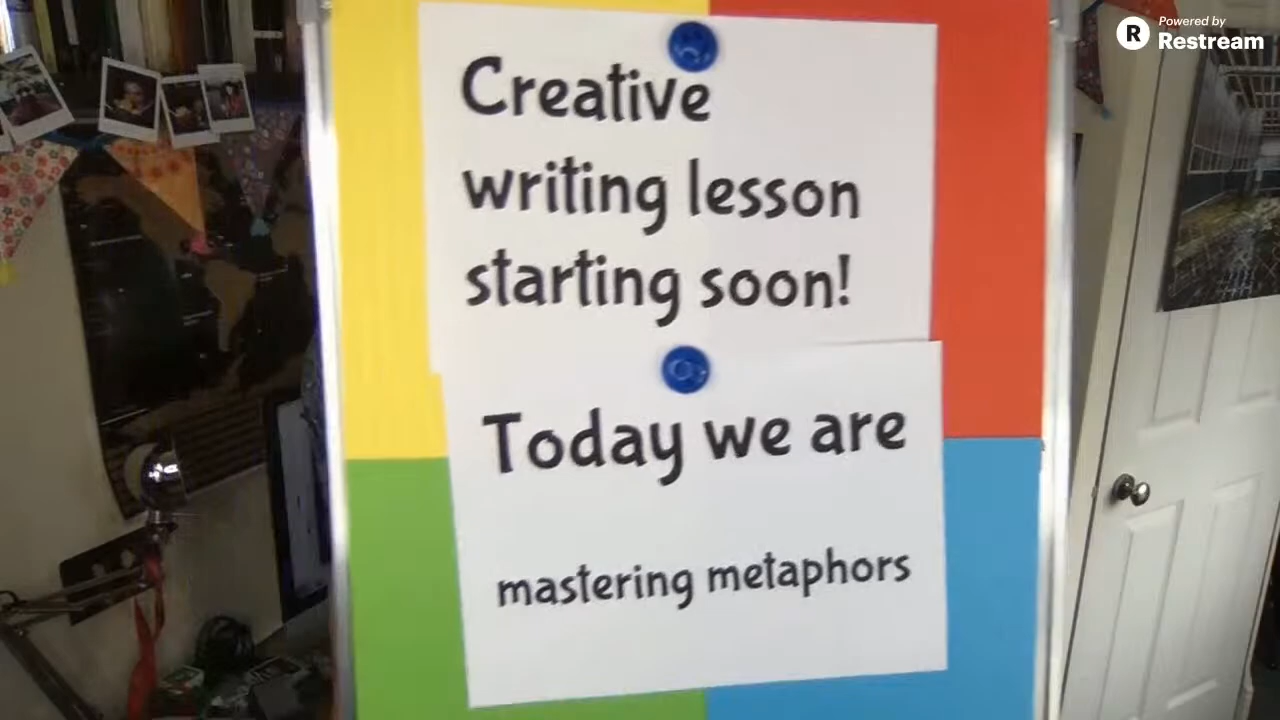 Powered by
R Restream
Creative
writing lesson
starting soon!
Today we are
mastering metaphors